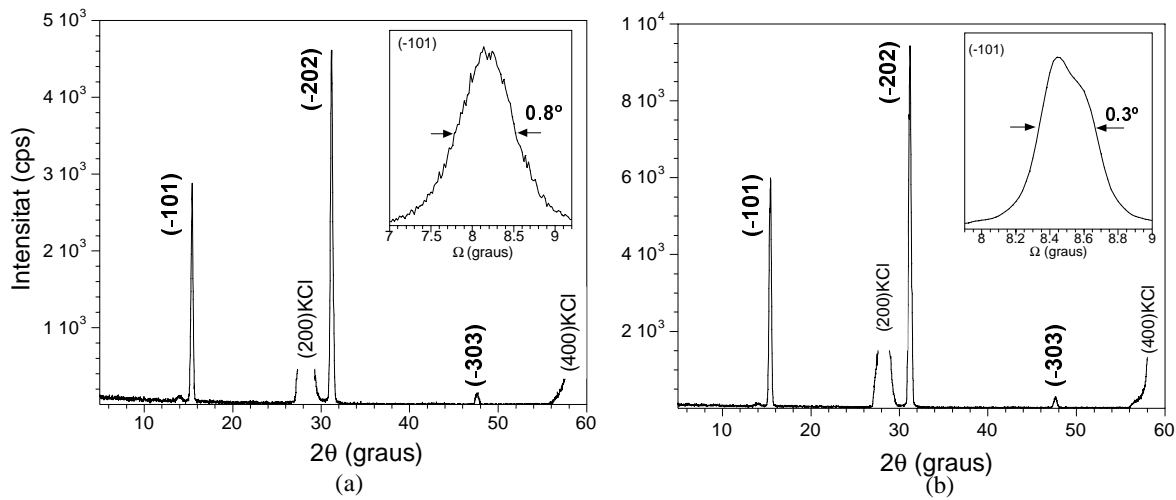 Intensitat (cps)
5 10³
4 10³
3 10³
2 10³
1 10³
(-101)
(200)KCl
(-202)
(-303)
(400)KCl
10 20 30 40 50 60
2θ (graus)
(a)
(-101)
0.8º
7 7.5 8 8.5 9
Ω (graus)
1 10⁴
8 10³
6 10³
4 10³
2 10³
(-101)
(200)KCl
(-202)
(-303)
(400)KCl
10 20 30 40 50 60
2θ (graus)
(b)
(-101)
0.3º
8 8.2 8.4 8.6 8.8 9
Ω (graus)